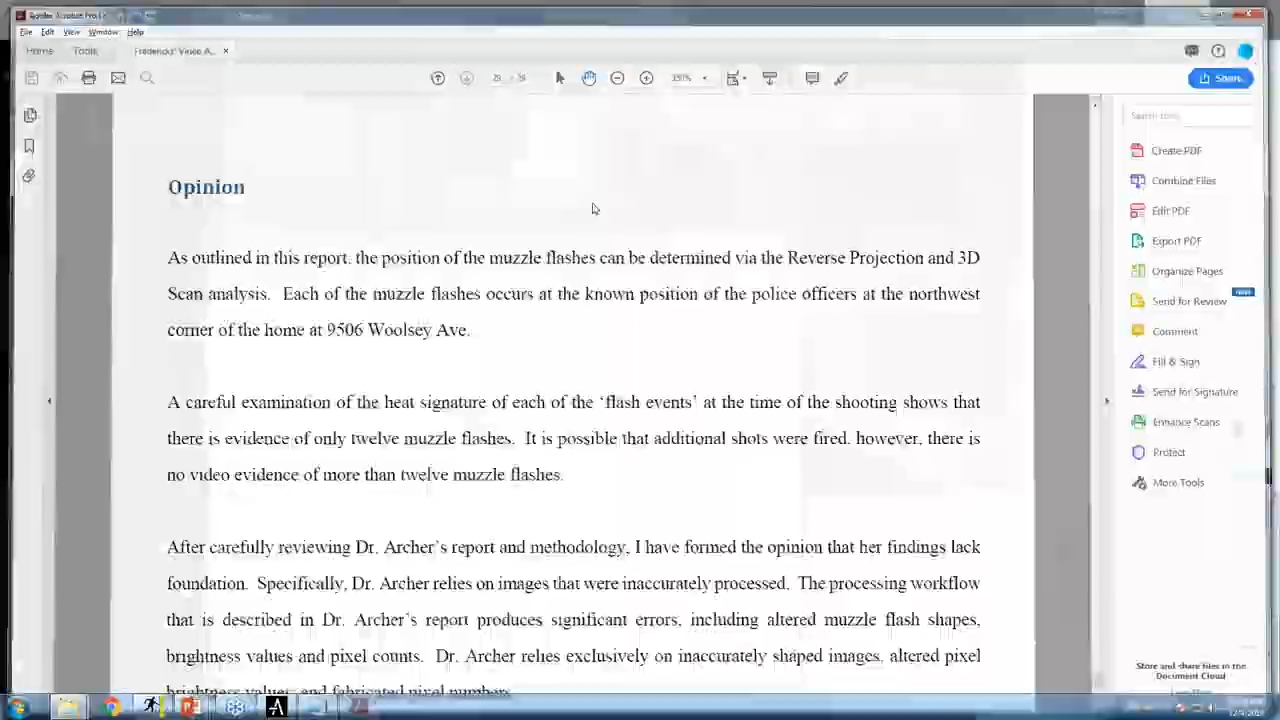 File Edit View Window Help
Home Tools Fredericks' Video A... ×
150%
Share
Search tools
Create PDF
Combine Files
Edit PDF
Export PDF
Organize Pages
Send for Review
Comment
Fill & Sign
Send for Signature
Enhance Scans
Protect
More Tools
Store and share files in the
Document Cloud
Opinion
As outlined in this report, the position of the muzzle flashes can be determined via the Reverse Projection and 3D
Scan analysis. Each of the muzzle flashes occurs at the known position of the police officers at the northwest
corner of the home at 9506 Woolsey Ave.
A careful examination of the heat signature of each of the ‘flash events’ at the time of the shooting shows that
there is evidence of only twelve muzzle flashes. It is possible that additional shots were fired, however, there is
no video evidence of more than twelve muzzle flashes.
After carefully reviewing Dr. Archer’s report and methodology, I have formed the opinion that her findings lack
foundation. Specifically, Dr. Archer relies on images that were inaccurately processed. The processing workflow
that is described in Dr. Archer’s report produces significant errors, including altered muzzle flash shapes,
brightness values and pixel counts. Dr. Archer relies exclusively on inaccurately shaped images, altered pixel
brightness values and fabricated pixel numbers